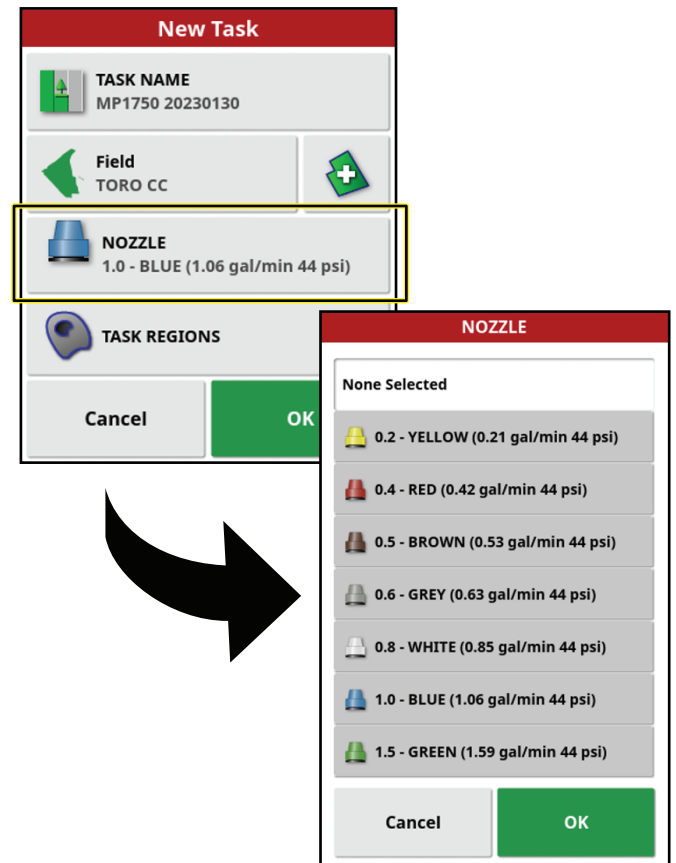 New Task
TASK NAME
MP1750 20230130
Field
TORO CC
NOZZLE
1.0 - BLUE (1.06 gal/min 44 psi)
TASK REGIONS
Cancel
OK
NOZZLE
None Selected
0.2 - YELLOW (0.21 gal/min 44 psi)
0.4 - RED (0.42 gal/min 44 psi)
0.5 - BROWN (0.53 gal/min 44 psi)
0.6 - GREY (0.63 gal/min 44 psi)
0.8 - WHITE (0.85 gal/min 44 psi)
1.0 - BLUE (1.06 gal/min 44 psi)
1.5 - GREEN (1.59 gal/min 44 psi)
Cancel
OK